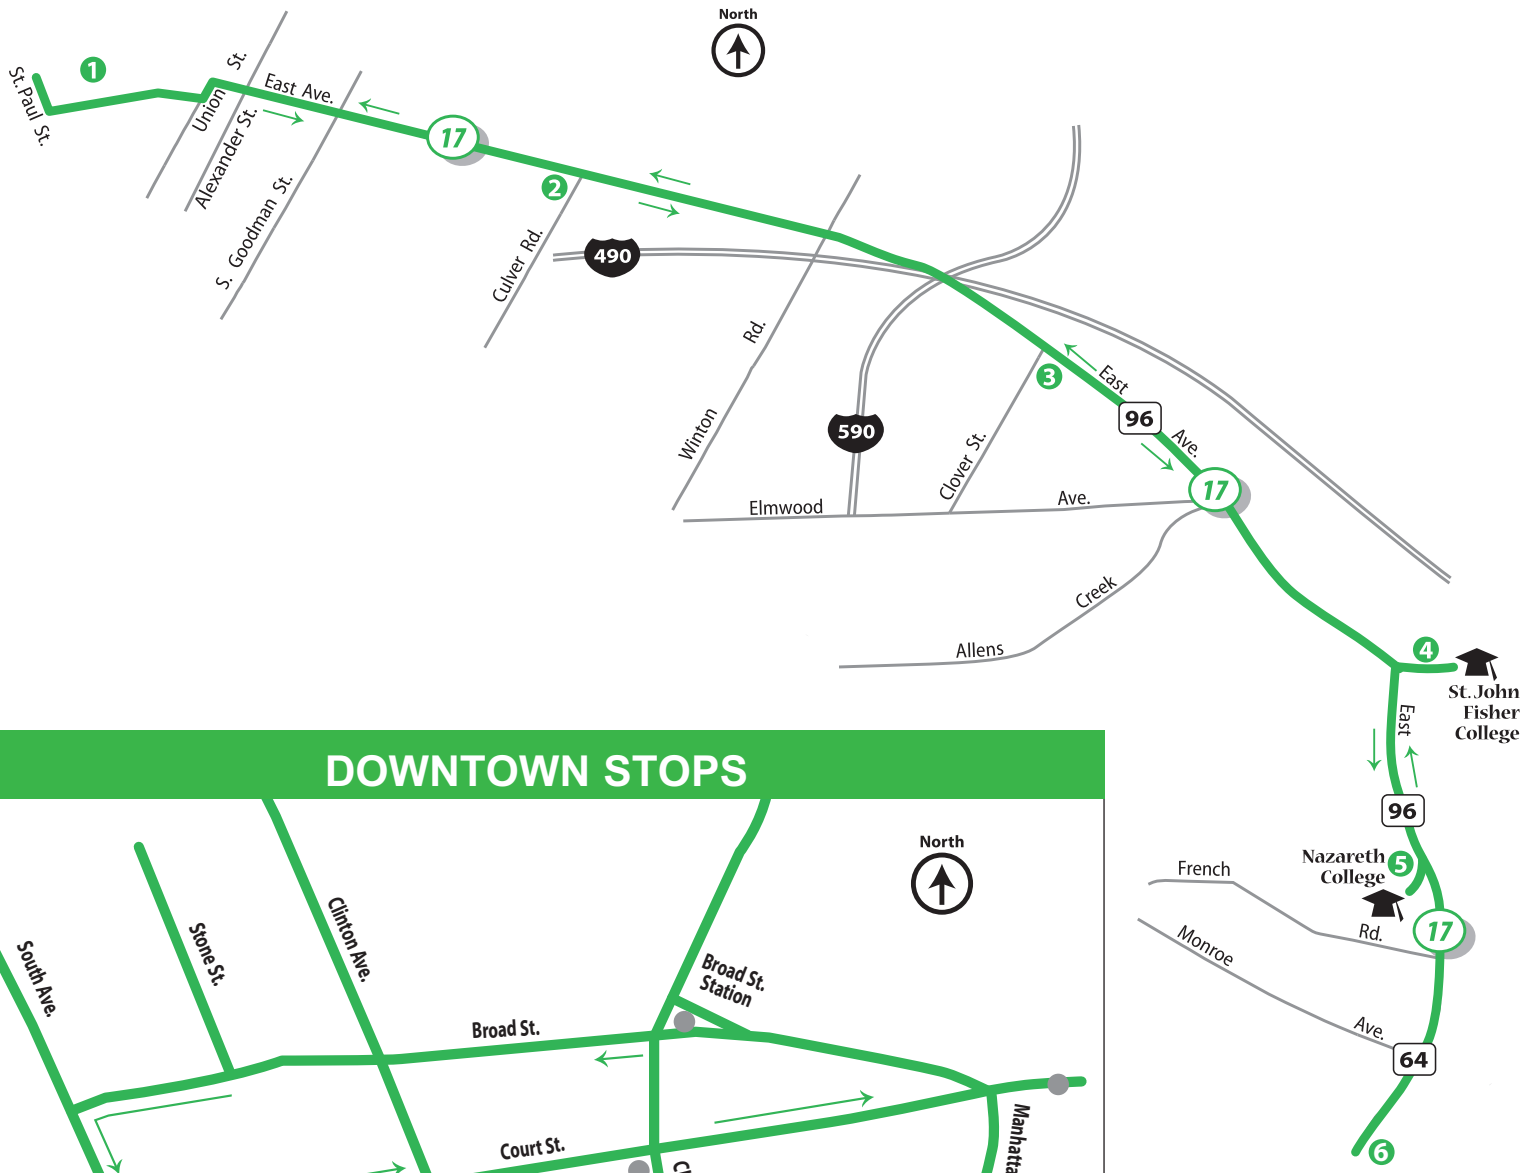 North
1
St. Paul St.
Union St.
East Ave.
Alexander St.
S. Goodman St.
17
2
Culver Rd.
490
Winton Rd.
590
3
East Ave.
96
Clover St.
17
Elmwood Ave.
Allens Creek
4
St. John
Fisher
College
East
96
Nazareth
College
5
French Rd.
17
Monroe Ave.
64
6
DOWNTOWN STOPS
North
South Ave.
Stone St.
Clinton Ave.
Broad St.
Station
Broad St.
Court St.
Manhatta